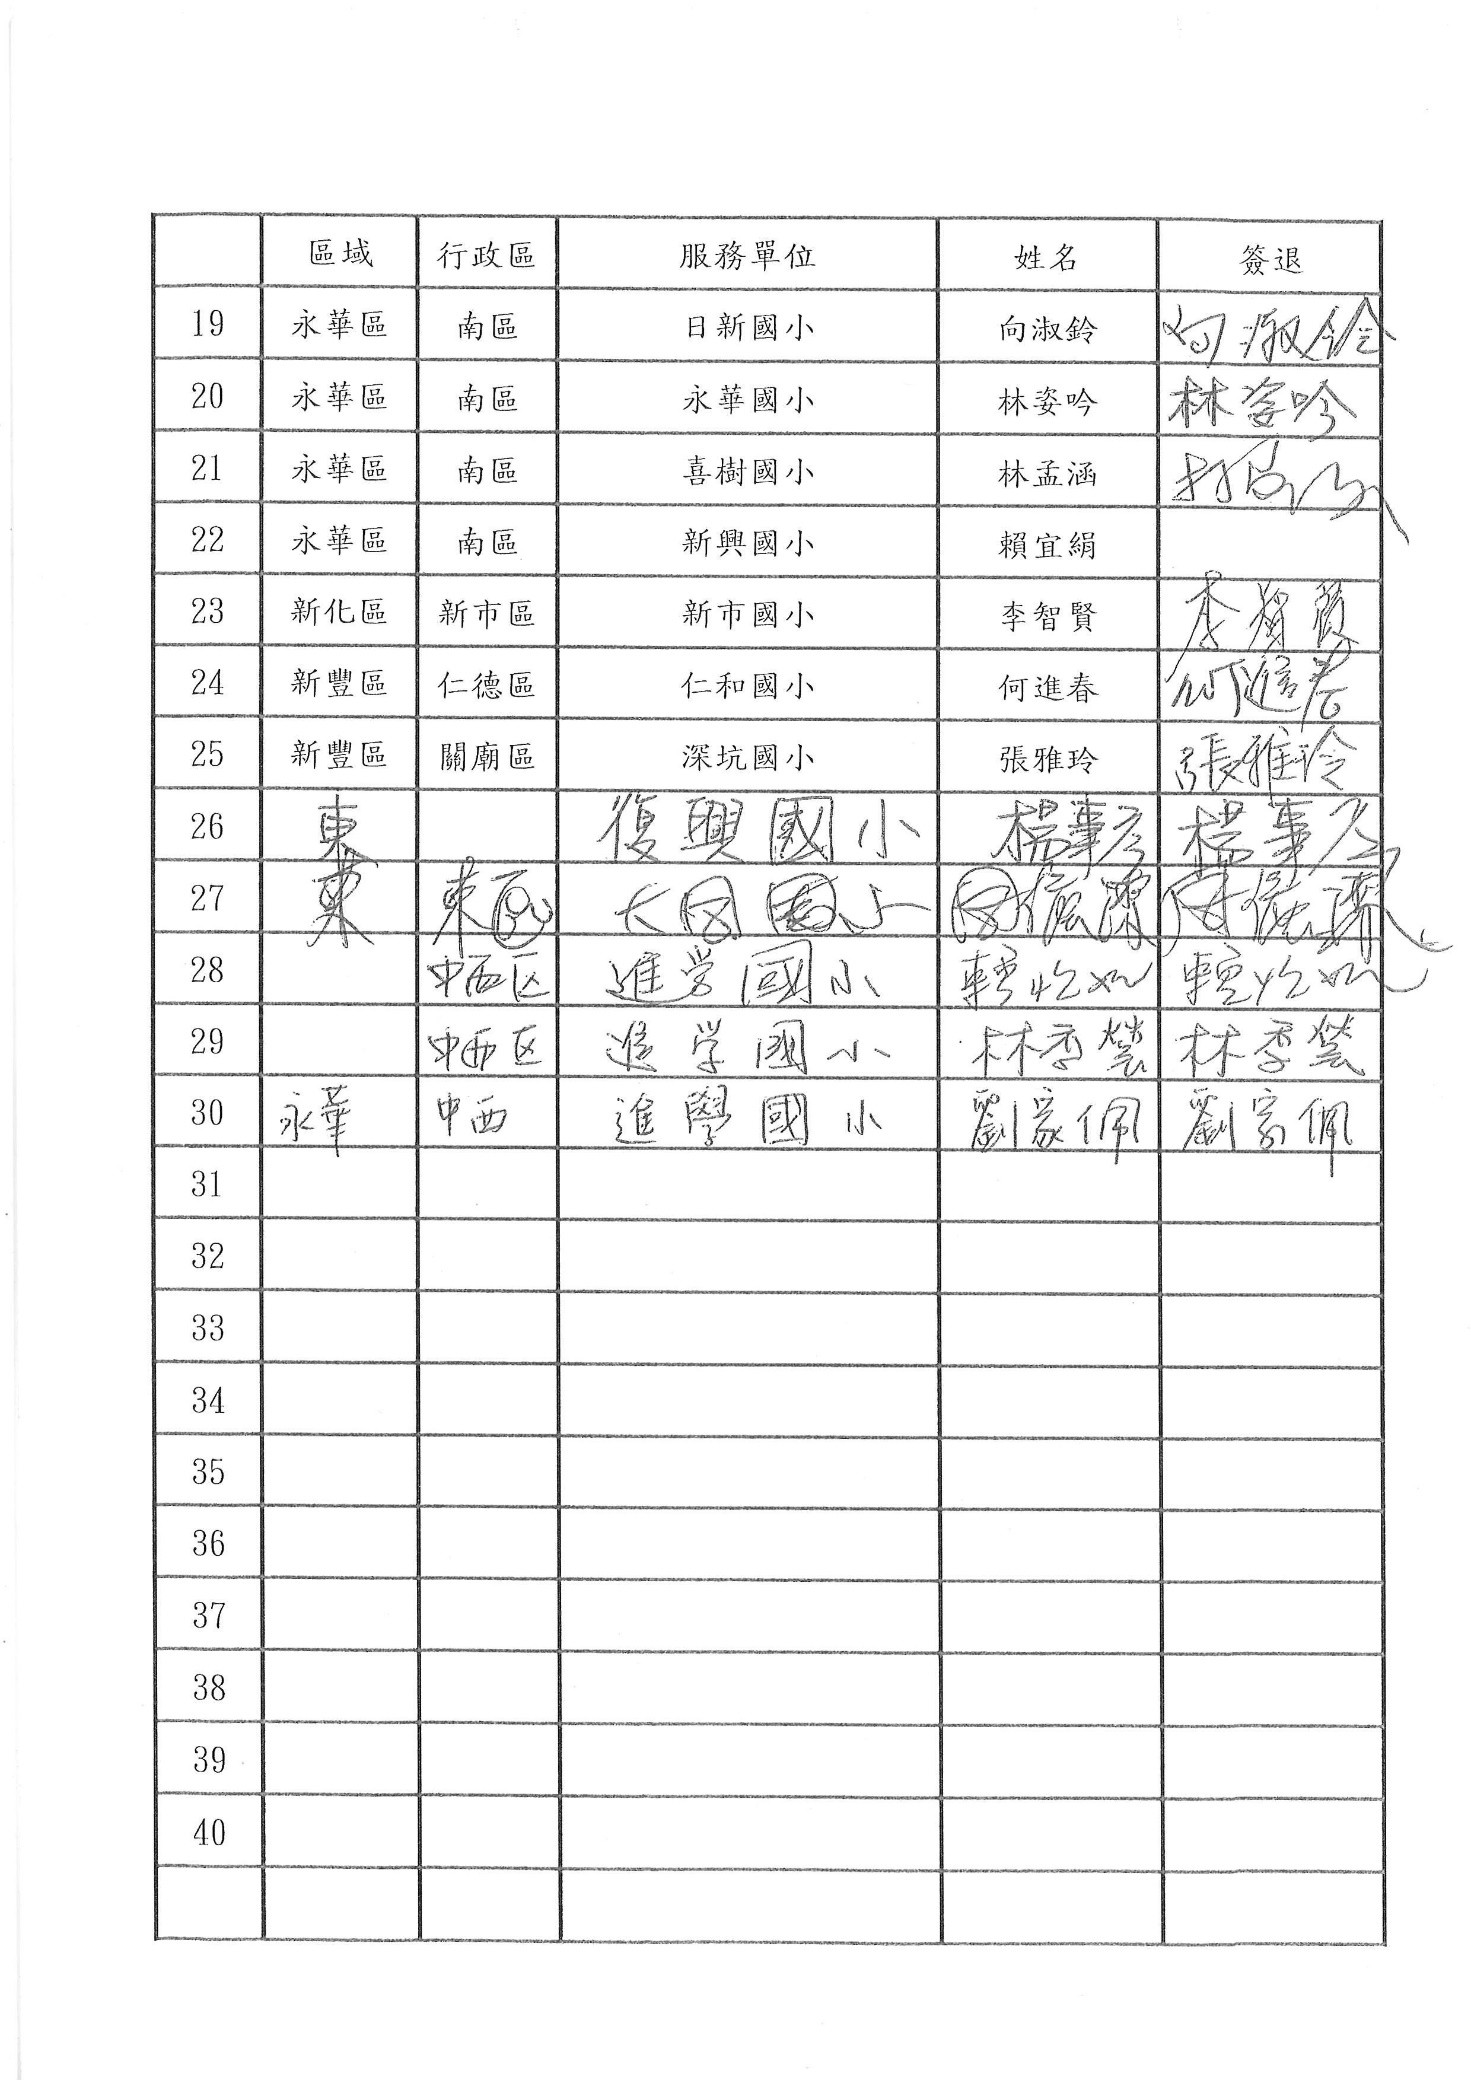 區域 行政區 服務單位 姓名 簽退
19 永華區 南區 日新國小 向淑鈴 向淑鈴
20 永華區 南區 永華國小 林姿吟 林姿吟
21 永華區 南區 喜樹國小 林孟涵
22 永華區 南區 新興國小 賴宜絹
23 新化區 新市區 新市國小 李智賢 李智賢
24 新豐區 仁德區 仁和國小 何進春 何進春
25 新豐區 關廟區 深坑國小 張雅玲 張雅玲
26 東 復興國小
27 東 東區
28 中西区 進学國小
29 中西区 進学國小
30 永華 中西 進學國小 劉家佩 劉家佩
31
32
33
34
35
36
37
38
39
40